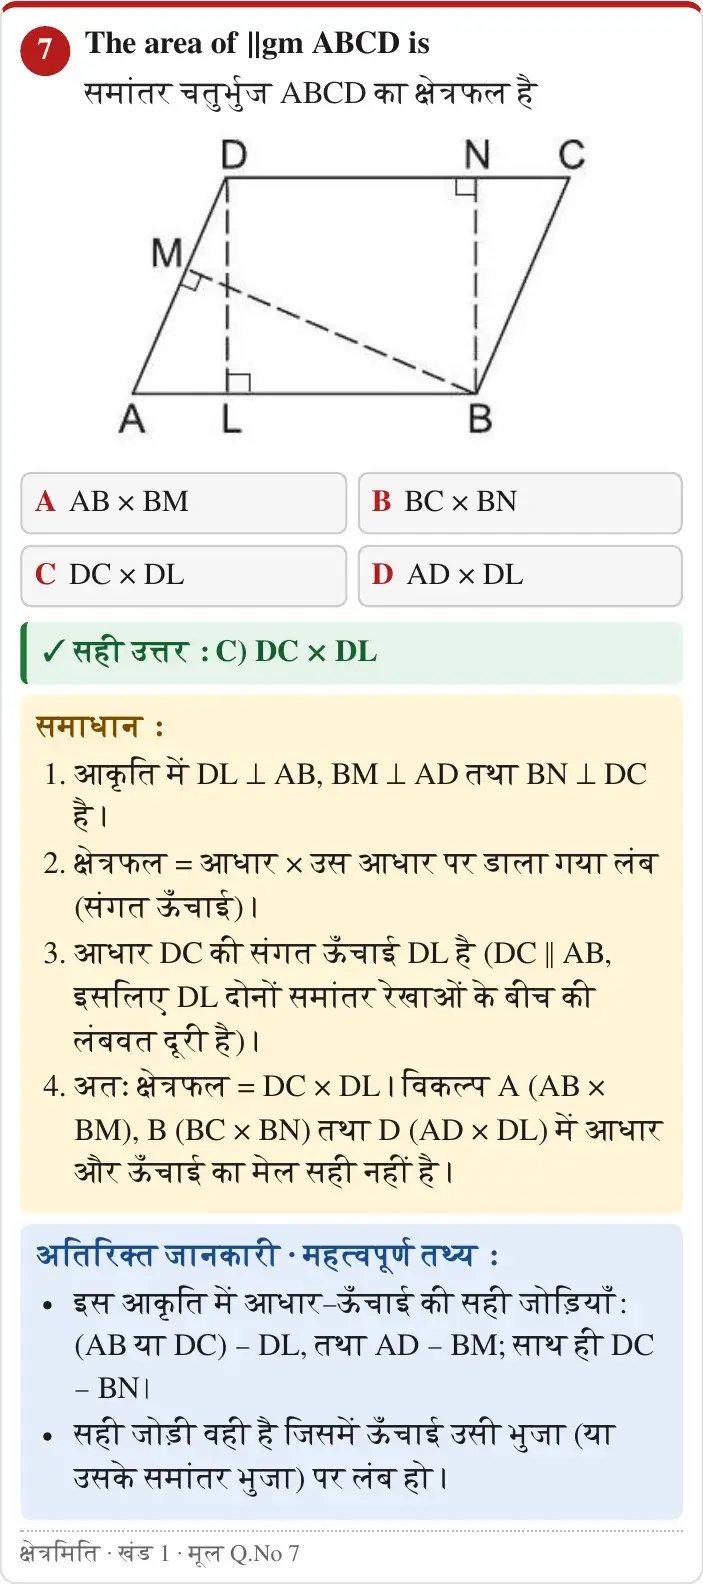 7 The area of ||gm ABCD is
समांतर चतुर्भुज ABCD का क्षेत्रफल है
D N C
M
A L B
A AB × BM
B BC × BN
C DC × DL
D AD × DL
✓ सही उत्तर : C) DC × DL
समाधान :
1. आकृति में DL ⊥ AB, BM ⊥ AD तथा BN ⊥ DC
है।
2. क्षेत्रफल = आधार × उस आधार पर डाला गया लंब
(संगत ऊँचाई)।
3. आधार DC की संगत ऊँचाई DL है (DC || AB,
इसलिए DL दोनों समांतर रेखाओं के बीच की
लंबवत दूरी है)।
4. अतः क्षेत्रफल = DC × DL। विकल्प A (AB ×
BM), B (BC × BN) तथा D (AD × DL) में आधार
और ऊँचाई का मेल सही नहीं है।
अतिरिक्त जानकारी · महत्वपूर्ण तथ्य :
• इस आकृति में आधार–ऊँचाई की सही जोड़ियाँ:
(AB या DC) – DL, तथा AD – BM; साथ ही DC
– BN।
• सही जोड़ी वही है जिसमें ऊँचाई उसी भुजा (या
उसके समांतर भुजा) पर लंब हो।
क्षेत्रमिति · खंड 1 · मूल Q.No 7